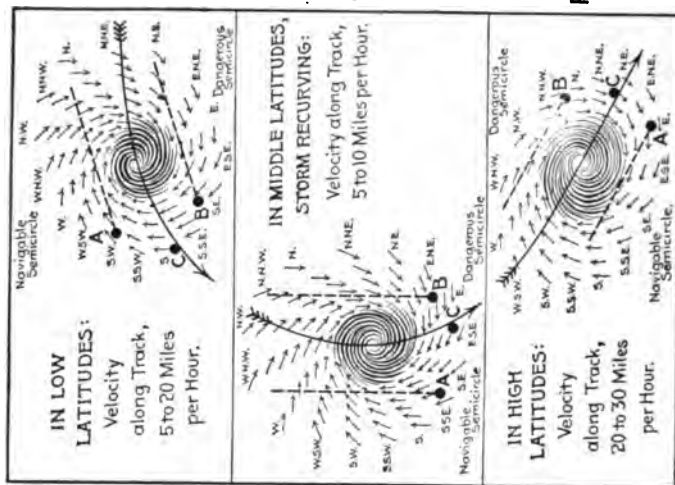 IN LOW
LATITUDES:
Velocity
along Track,
5 to 20 Miles
per Hour.
Navigable
Semicircle
W.S.W.
W.
W.N.W.
N.W.
N.N.W.
N.
N.N.E.
N.E.
E.N.E.
Dangerous
Semicircle
E.
E.S.E.
S.E.
S.S.E.
S.
S.S.W.
S.W.
A
B
C
IN MIDDLE LATITUDES,
STORM RECURVING:
Velocity along Track,
5 to 10 Miles per Hour.
N.W.
N.N.W.
N.
N.N.E.
N.E.
E.N.E.
E.
Dangerous
Semicircle
E.S.E.
S.E.
S.S.E.
S.
Navigable
Semicircle
S.S.W.
S.W.
W.S.W.
W.
W.N.W.
A
B
C
IN HIGH
LATITUDES:
Velocity
along Track,
20 to 30 Miles
per Hour.
W.S.W.
W.
W.N.W.
N.W.
N.N.W.
Dangerous
Semicircle
N.
N.N.E.
N.E.
E.N.E.
E.
E.S.E.
S.E.
S.S.E.
Navigable
Semicircle.
S.
S.S.W.
S.W.
A
B
C